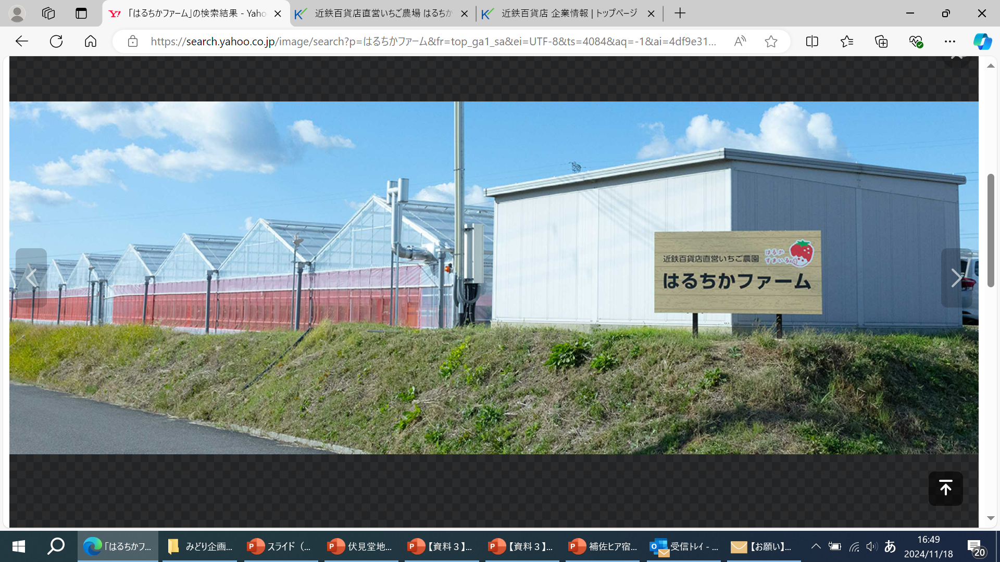 「はるちかファーム」の検索結果 - Yaho
近鉄百貨店直営いちご農場 はるちか
近鉄百貨店 企業情報 | トップページ
https://search.yahoo.co.jp/image/search?p=はるちかファーム&fr=top_ga1_sa&ei=UTF-8&ts=4084&aq=-1&ai=4df9e31...
近鉄百貨店直営いちご農園
はるか
すまいる
はるちかファーム
「はるちかフ...
みどり企画...
スライド（...
伏見堂地...
【資料３】...
【資料３】...
補佐ヒア宿...
受信トレイ - ...
【お願い】...
あ
16:49
2024/11/18
20